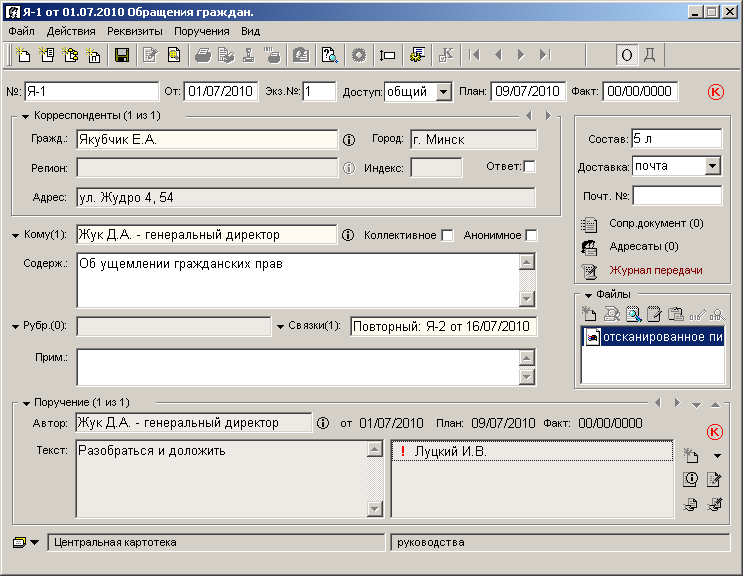 Я-1 от 01.07.2010 Обращения граждан.
Файл Действия Реквизиты Поручения Вид
О Д
№: Я-1 От: 01/07/2010 Экз.№: 1 Доступ: общий План: 09/07/2010 Факт: 00/00/0000 К
Корреспонденты (1 из 1)
Гражд.: Якубчик Е.А. Город: г. Минск
Регион: Индекс: Ответ:
Адрес: ул. Жудро 4, 54
Состав: 5 л
Доставка: почта
Почт. №:
Сопр.документ (0)
Адресаты (0)
Журнал передачи
Кому(1): Жук Д.А. - генеральный директор Коллективное Анонимное
Содерж.: Об ущемлении гражданских прав
Рубр.(0): Связки(1): Повторный: Я-2 от 16/07/2010
Прим.:
Файлы
отсканированное пи
Поручение (1 из 1)
Автор: Жук Д.А. - генеральный директор от 01/07/2010 План: 09/07/2010 Факт: 00/00/0000 К
Текст: Разобраться и доложить ! Луцкий И.В.
Центральная картотека руководства